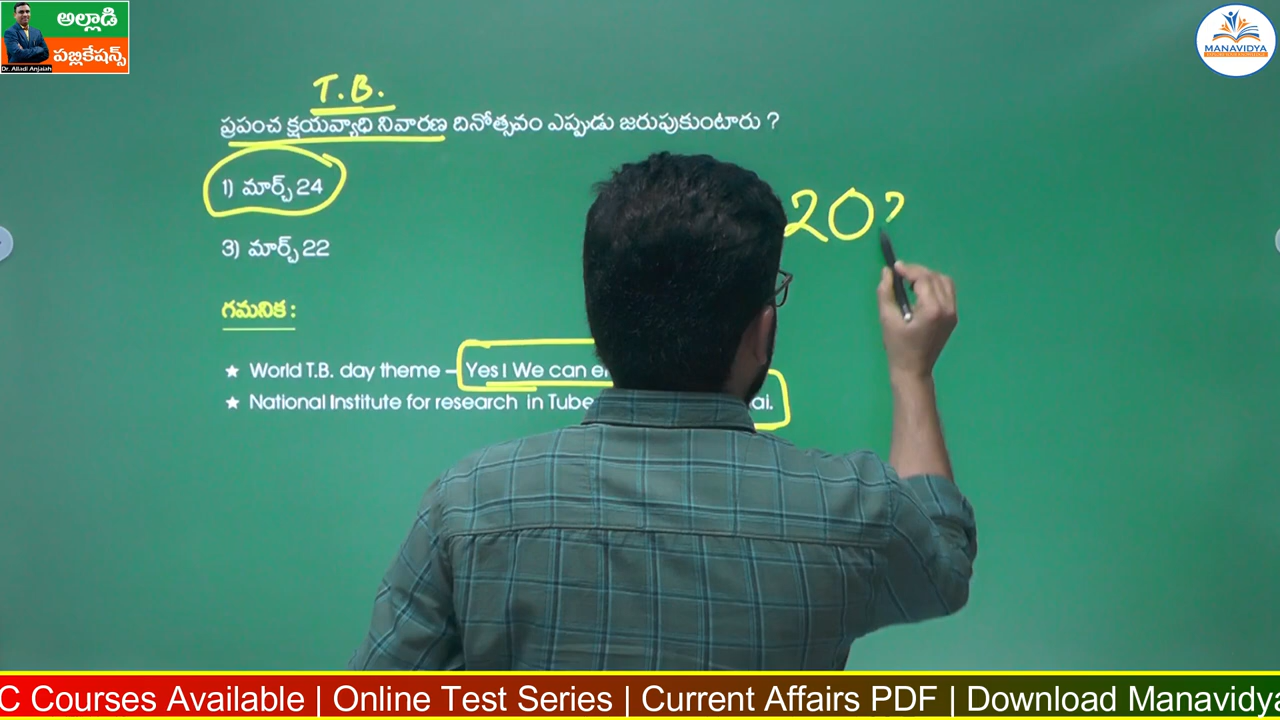 అల్లాడి
పబ్లికేషన్స్
Dr. Alladi Anjaiah
MANAVIDYA
T.B.
ప్రపంచ క్షయవ్యాధి నివారణ దినోత్సవం ఎప్పుడు జరుపుకుంటారు ?
1) మార్చ్ 24
202
3) మార్చ్ 22
గమనిక :
★ World T.B. day theme – Yes! We can
★ National Institute for research in
C Courses Available | Online Test Series | Current Affairs PDF | Download Manavidya